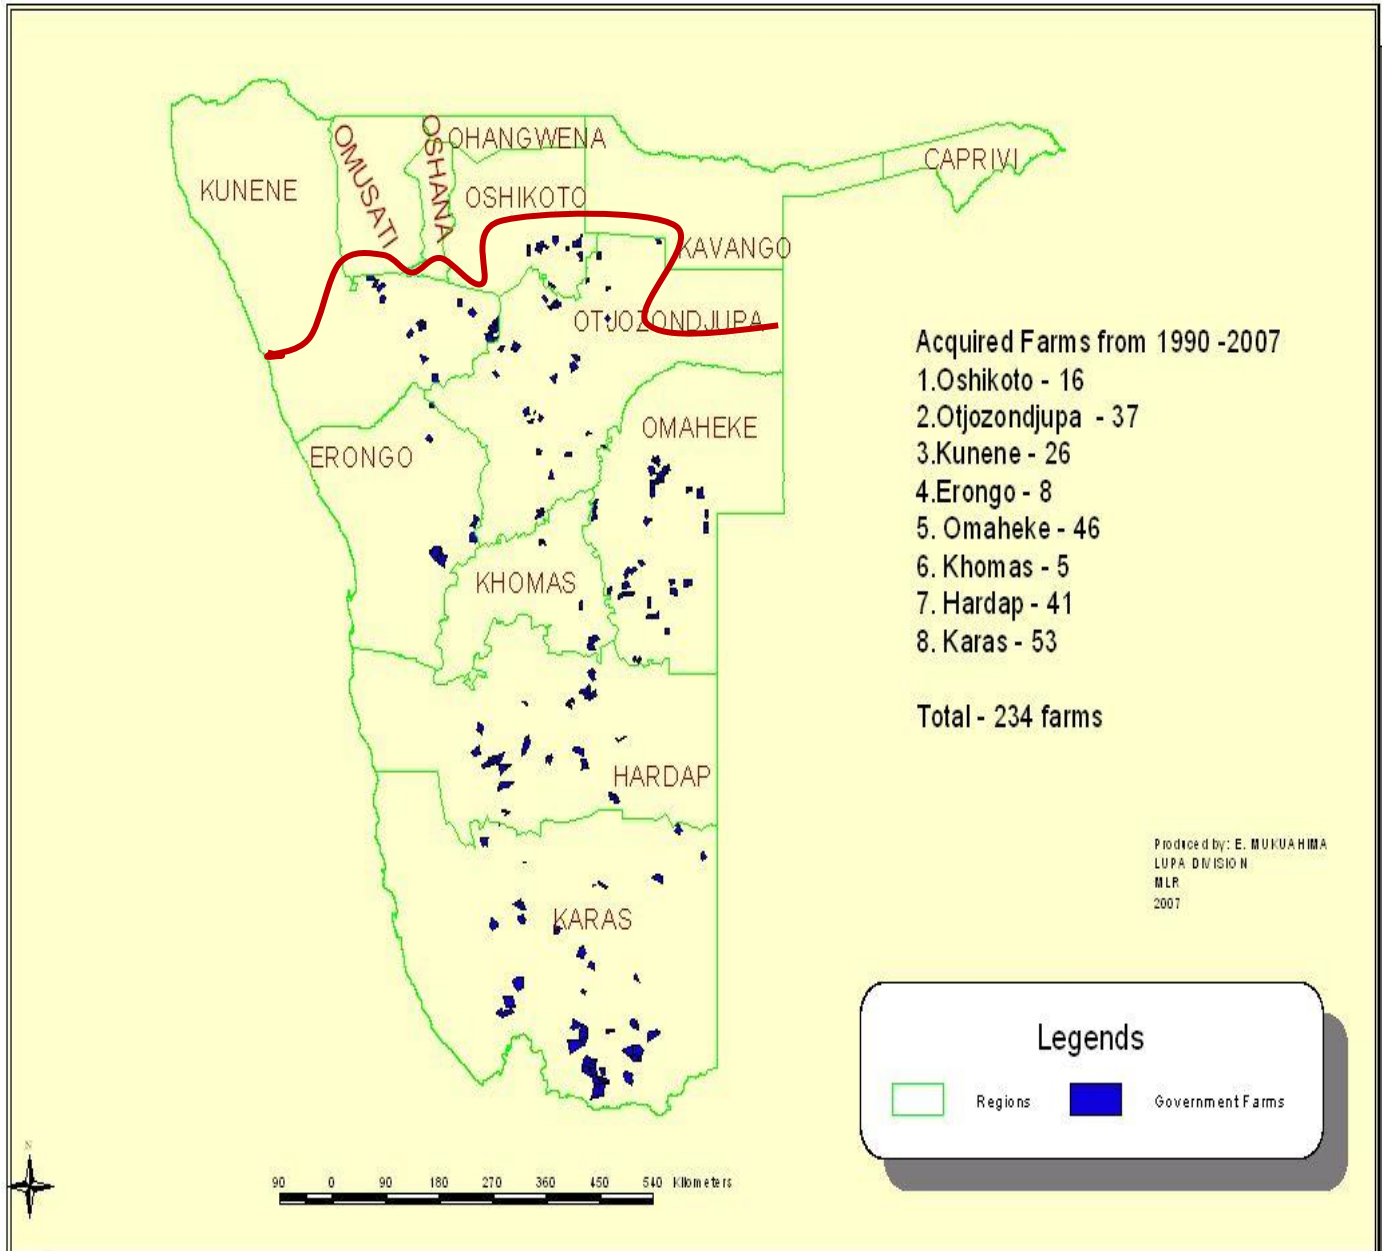 OMUSATI
OSHANA
OHANGWENA
CAPRIVI
KUNENE
OSHIKOTO
KAVANGO
OTJOZONDJUPA
OMAHEKE
ERONGO
KHOMAS
HARDAP
KARAS
Acquired Farms from 1990 -2007
1.Oshikoto - 16
2.Otjozondjupa - 37
3.Kunene - 26
4.Erongo - 8
5. Omaheke - 46
6. Khomas - 5
7. Hardap - 41
8. Karas - 53
Total - 234 farms
Produced by: E. MUKUAHIMA
LUPA DIVISION
MLR
2007
Legends
Regions
Government Farms
N
90 0 90 180 270 360 450 540 Kilometers